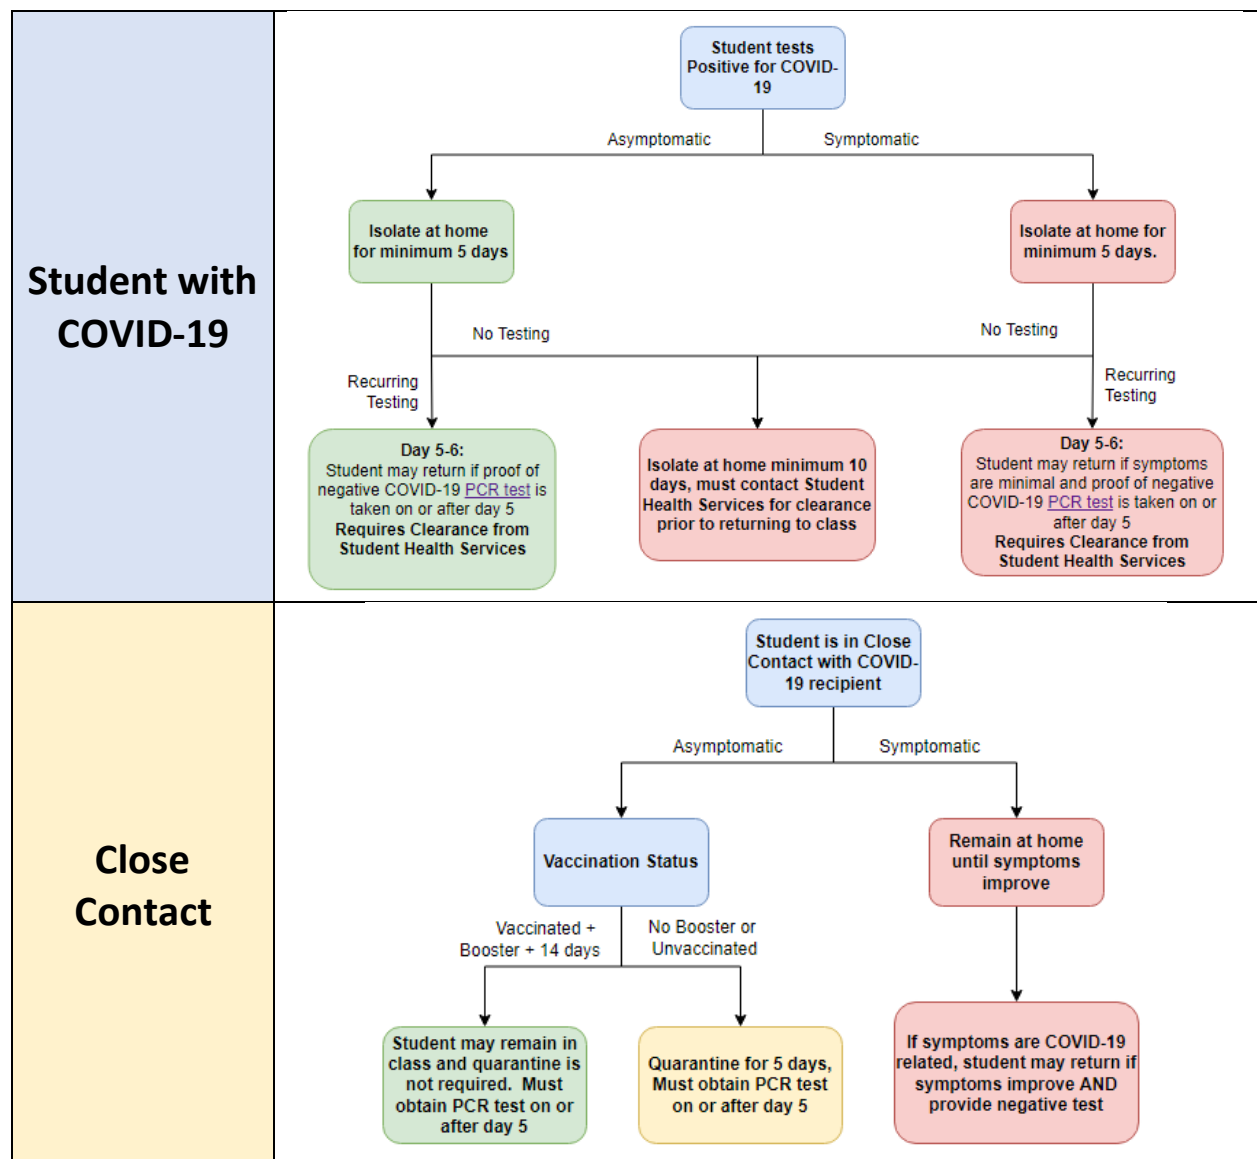 Student with
COVID-19
Student tests
Positive for COVID-
19
Asymptomatic
Symptomatic
Isolate at home
for minimum 5 days
Isolate at home for
minimum 5 days.
No Testing
No Testing
Recurring
Testing
Recurring
Testing
Day 5-6:
Student may return if proof of
negative COVID-19 PCR test is
taken on or after day 5
Requires Clearance from
Student Health Services
Isolate at home minimum 10
days, must contact Student
Health Services for clearance
prior to returning to class
Day 5-6:
Student may return if symptoms
are minimal and proof of negative
COVID-19 PCR test is taken on or
after day 5
Requires Clearance from
Student Health Services
Close
Contact
Student is in Close
Contact with COVID-
19 recipient
Asymptomatic
Symptomatic
Vaccination Status
Remain at home
until symptoms
improve
Vaccinated +
Booster + 14 days
No Booster or
Unvaccinated
Student may remain in
class and quarantine is
not required. Must
obtain PCR test on or
after day 5
Quarantine for 5 days,
Must obtain PCR test
on or after day 5
If symptoms are COVID-19
related, student may return if
symptoms improve AND
provide negative test